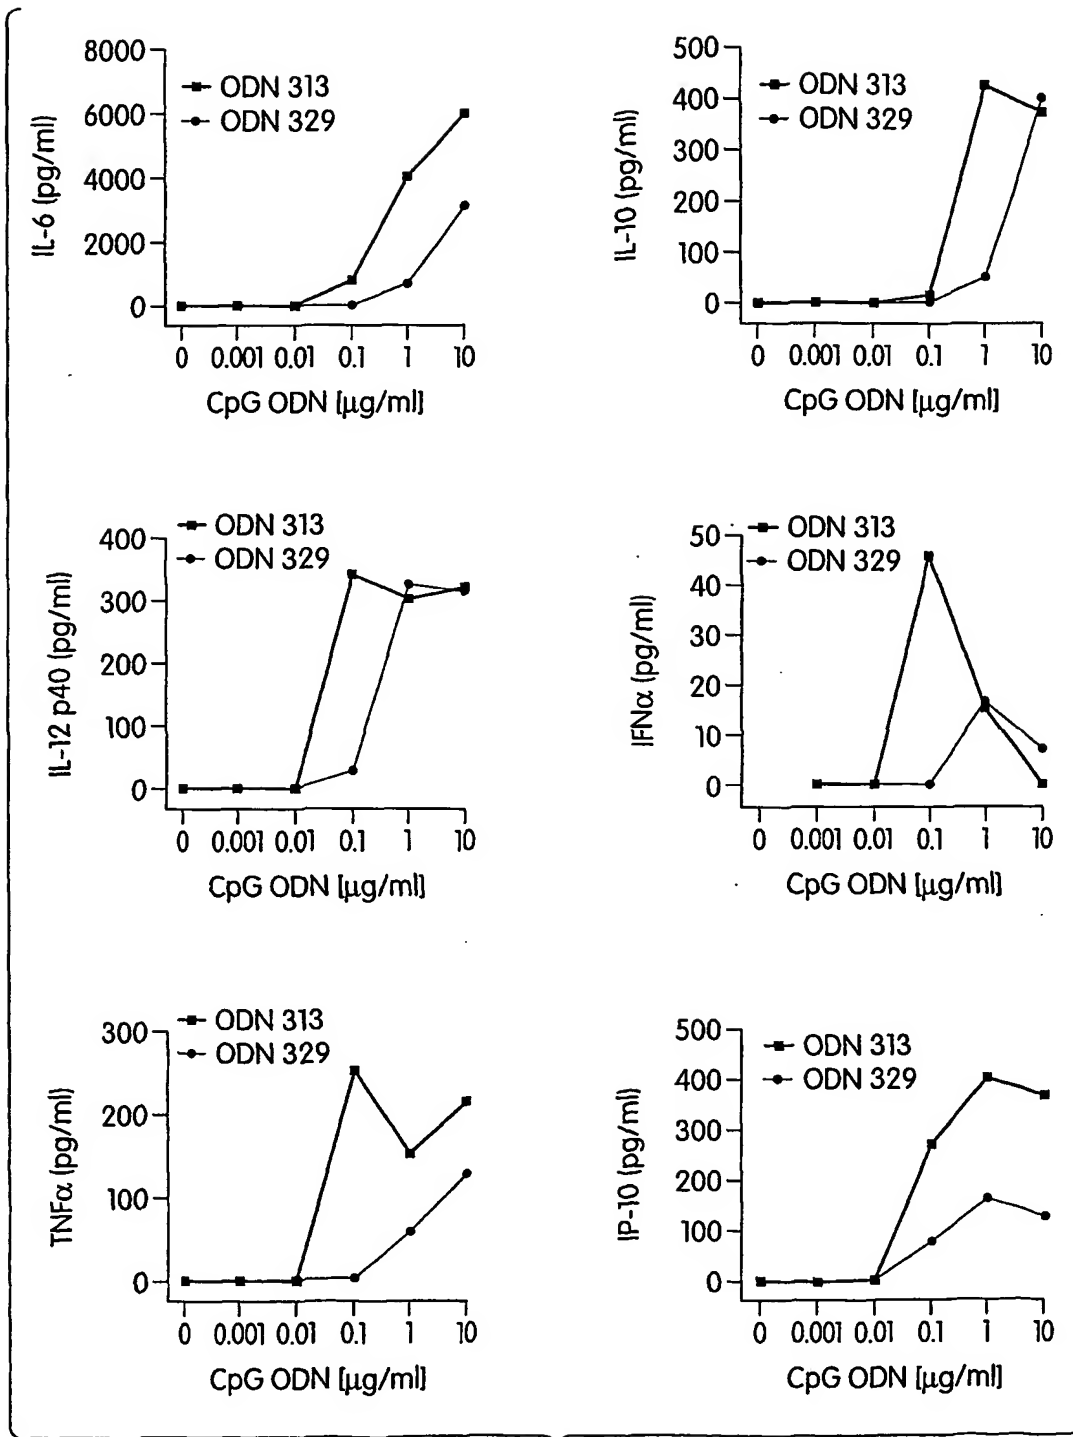 8000
6000
4000
2000
0
IL-6 (pg/ml)
ODN 313
ODN 329
0 0.001 0.01 0.1 1 10
CpG ODN [μg/ml]
500
400
300
200
100
0
IL-10 (pg/ml)
ODN 313
ODN 329
0 0.001 0.01 0.1 1 10
CpG ODN [μg/ml]
400
300
200
100
0
IL-12 p40 (pg/ml)
ODN 313
ODN 329
0 0.001 0.01 0.1 1 10
CpG ODN [μg/ml]
50
40
30
20
10
0
IFNα (pg/ml)
ODN 313
ODN 329
0 0.001 0.01 0.1 1 10
CpG ODN [μg/ml]
300
200
100
0
TNFα (pg/ml)
ODN 313
ODN 329
0 0.001 0.01 0.1 1 10
CpG ODN [μg/ml]
500
400
300
200
100
0
IP-10 (pg/ml)
ODN 313
ODN 329
0 0.001 0.01 0.1 1 10
CpG ODN [μg/ml]